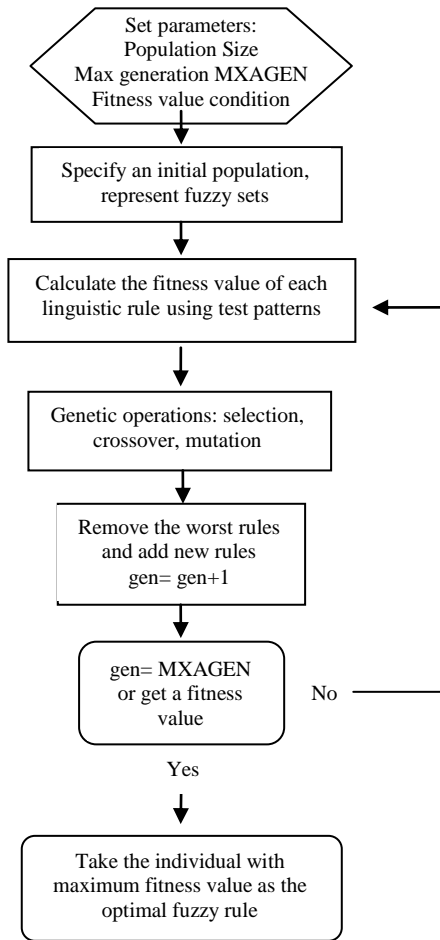 Set parameters:
Population Size
Max generation MXAGEN
Fitness value condition
Specify an initial population,
represent fuzzy sets
Calculate the fitness value of each
linguistic rule using test patterns
Genetic operations: selection,
crossover, mutation
Remove the worst rules
and add new rules
gen= gen+1
gen= MXAGEN
or get a fitness
value
No
Yes
Take the individual with
maximum fitness value as the
optimal fuzzy rule